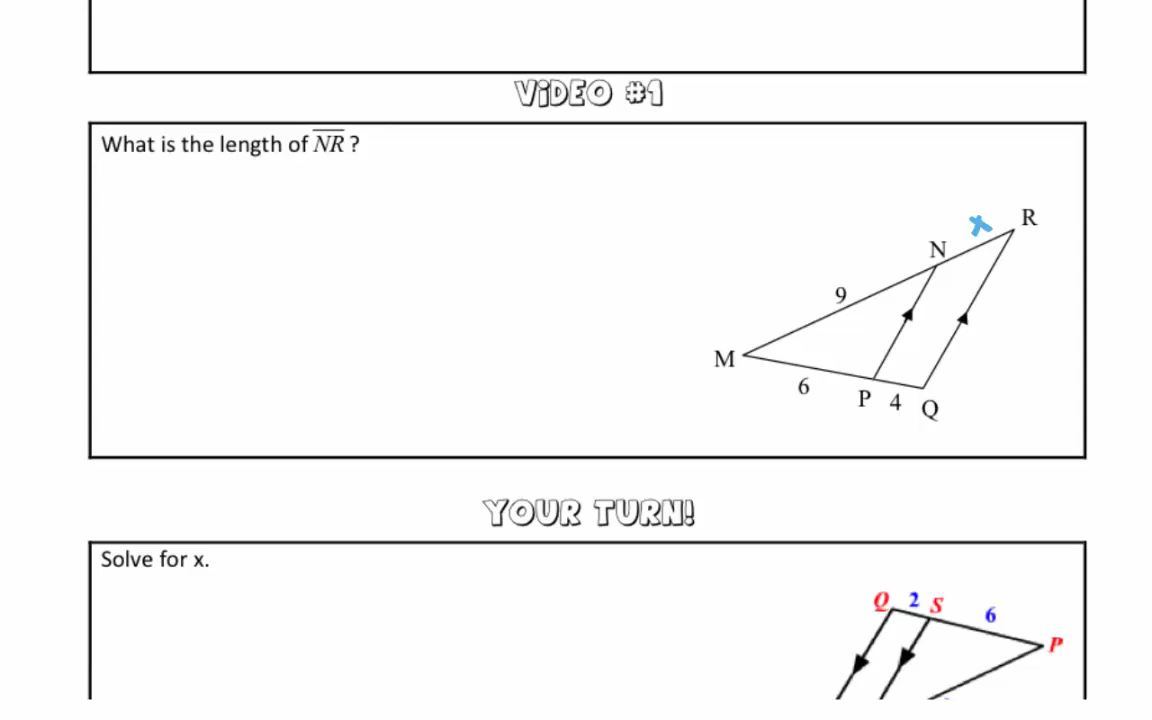 ViDEO #1
What is the length of NR ?
x
R
N
9
M
6
P 4 Q
YOUR TURN!
Solve for x.
Q 2 S
6
P